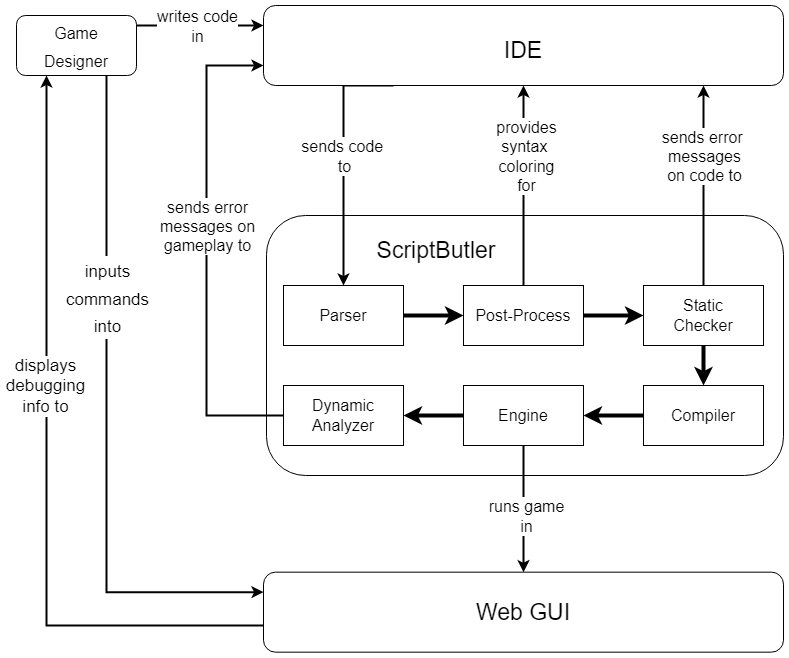 Game
Designer
writes code
in
IDE
sends code
to
provides
syntax
coloring
for
sends error
messages
on code to
sends error
messages on
gameplay to
ScriptButler
inputs
commands
into
Parser
Post-Process
Static
Checker
displays
debugging
info to
Dynamic
Analyzer
Engine
Compiler
runs game
in
Web GUI